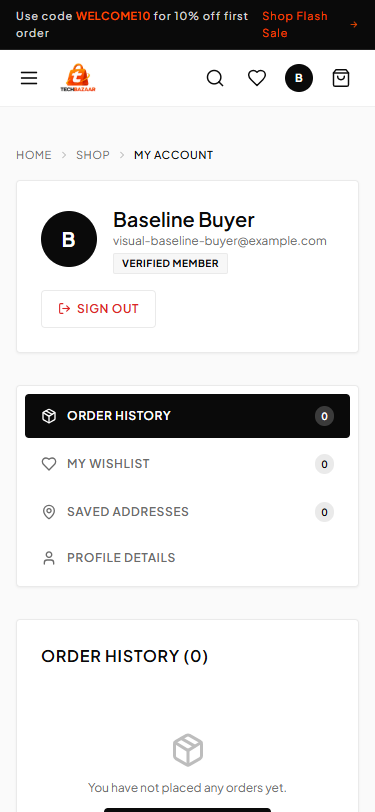 Use code WELCOME10 for 10% off first order
Shop Flash Sale →
TECHBAZAAR
B
HOME > SHOP > MY ACCOUNT
B
Baseline Buyer
visual-baseline-buyer@example.com
VERIFIED MEMBER
SIGN OUT
ORDER HISTORY 0
MY WISHLIST 0
SAVED ADDRESSES 0
PROFILE DETAILS
ORDER HISTORY (0)
You have not placed any orders yet.